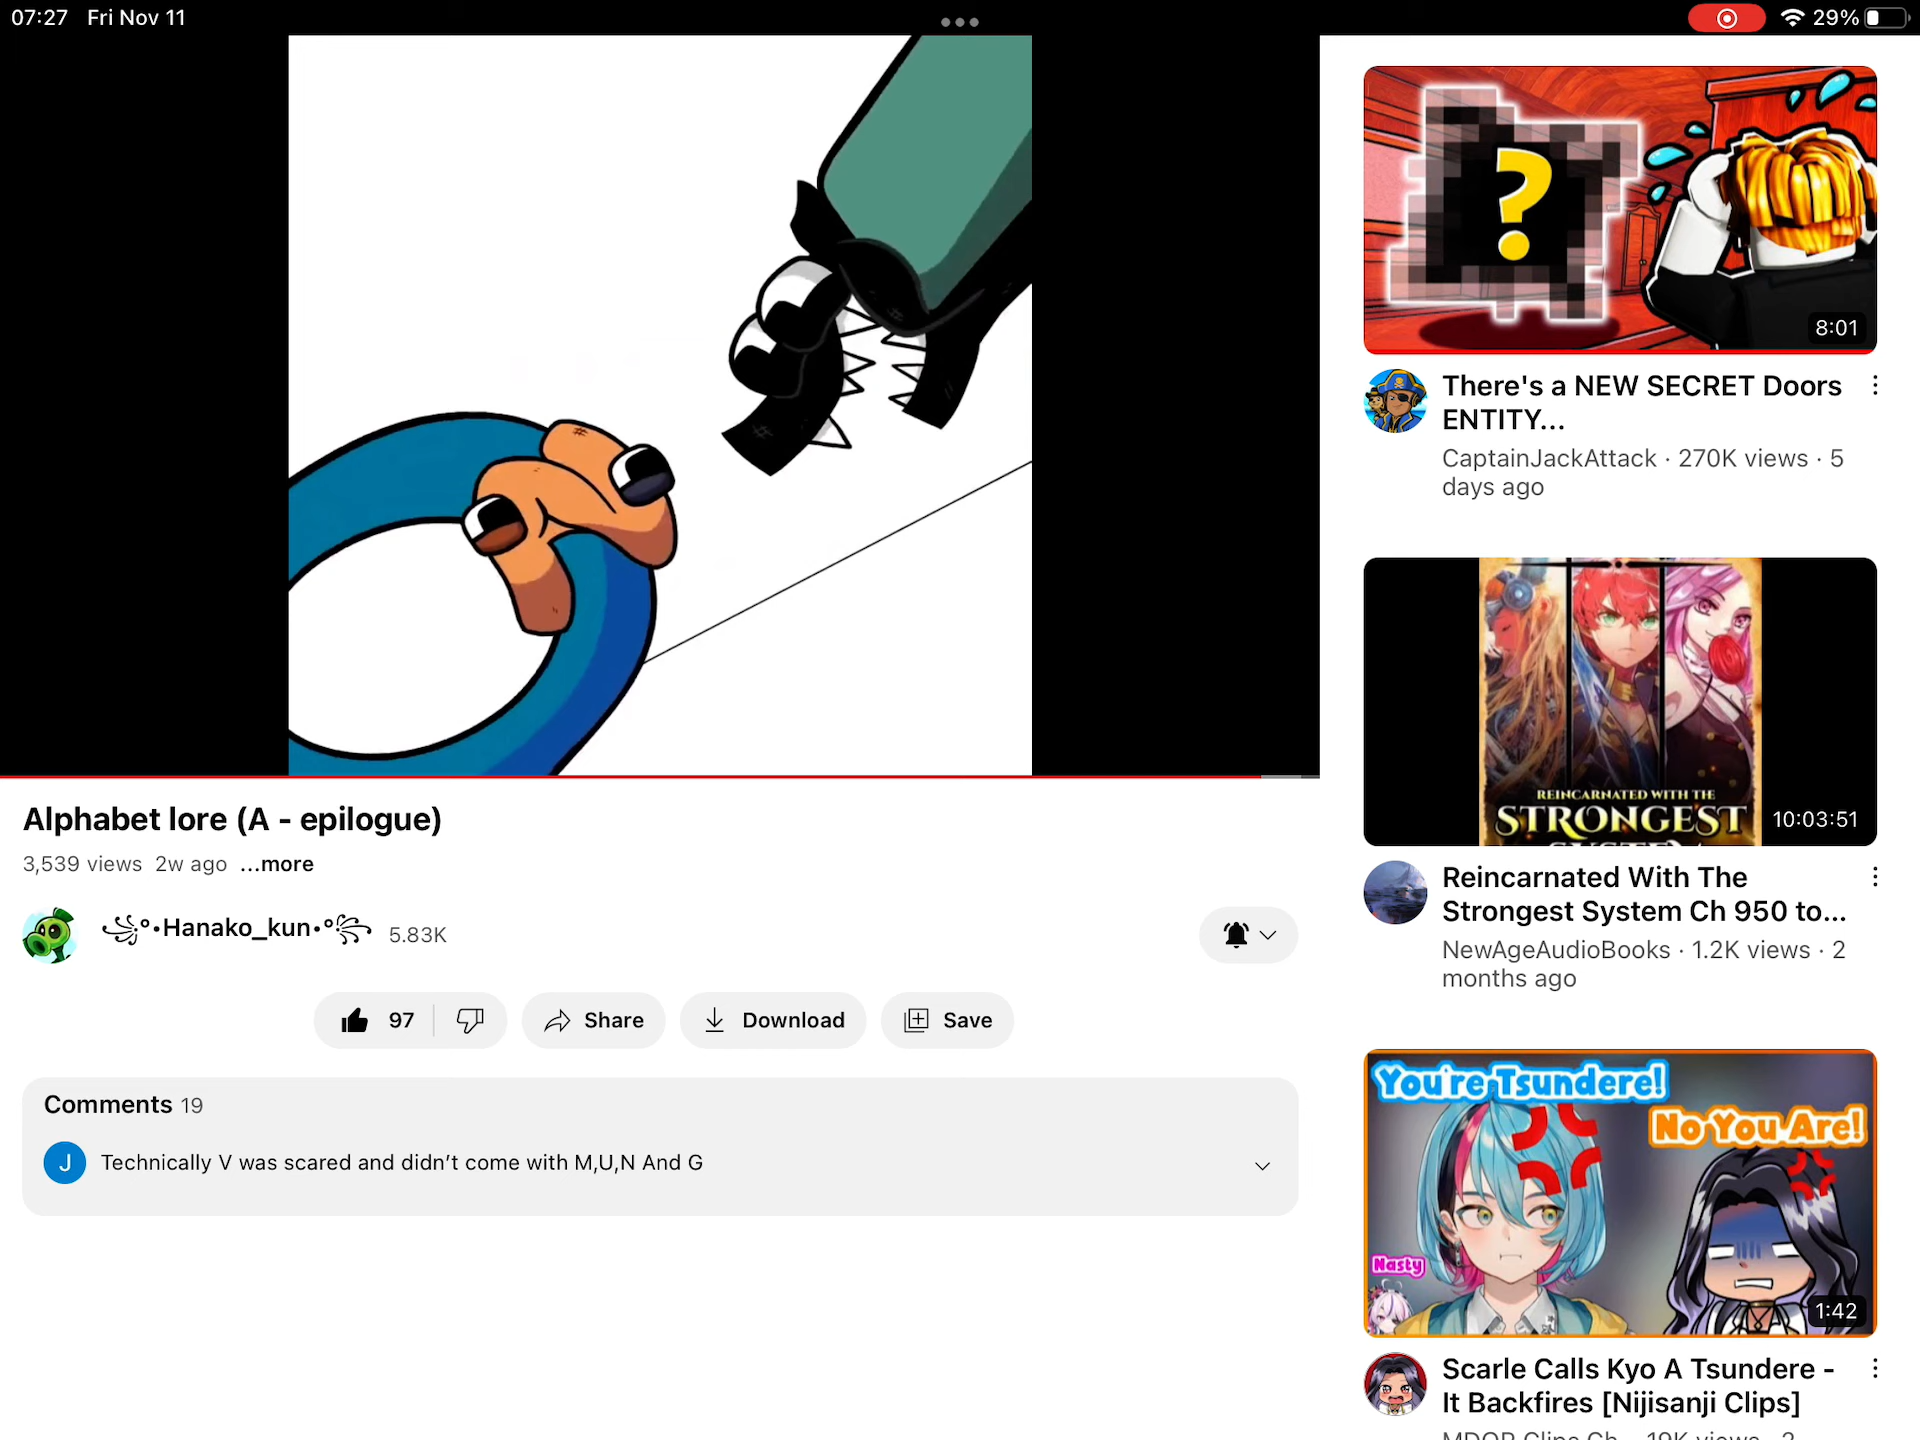 07:27 Fri Nov 11
29%
?
8:01
There's a NEW SECRET Doors
ENTITY...
CaptainJackAttack · 270K views · 5
days ago
REINCARNATED WITH THE
STRONGEST
SYSTEM
10:03:51
Reincarnated With The
Strongest System Ch 950 to...
NewAgeAudioBooks · 1.2K views · 2
months ago
You're Tsundere!
No You Are!
Nasty
1:42
Scarle Calls Kyo A Tsundere -
It Backfires [Nijisanji Clips]
Alphabet lore (A - epilogue)
3,539 views 2w ago ...more
꧁༺Hanako_kun༻꧂ 5.83K
97
Share
Download
Save
Comments 19
J
Technically V was scared and didn't come with M,U,N And G